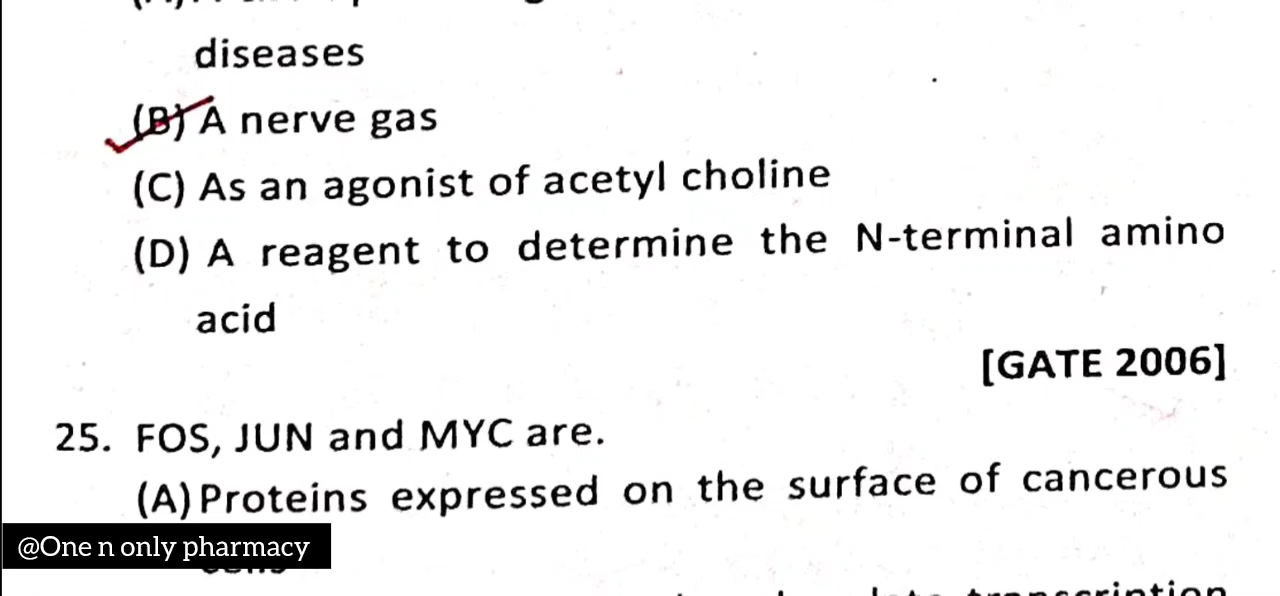 diseases
(B) A nerve gas
(C) As an agonist of acetyl choline
(D) A reagent to determine the N-terminal amino
acid
[GATE 2006]
25. FOS, JUN and MYC are.
(A) Proteins expressed on the surface of cancerous
@One n only pharmacy
transcription